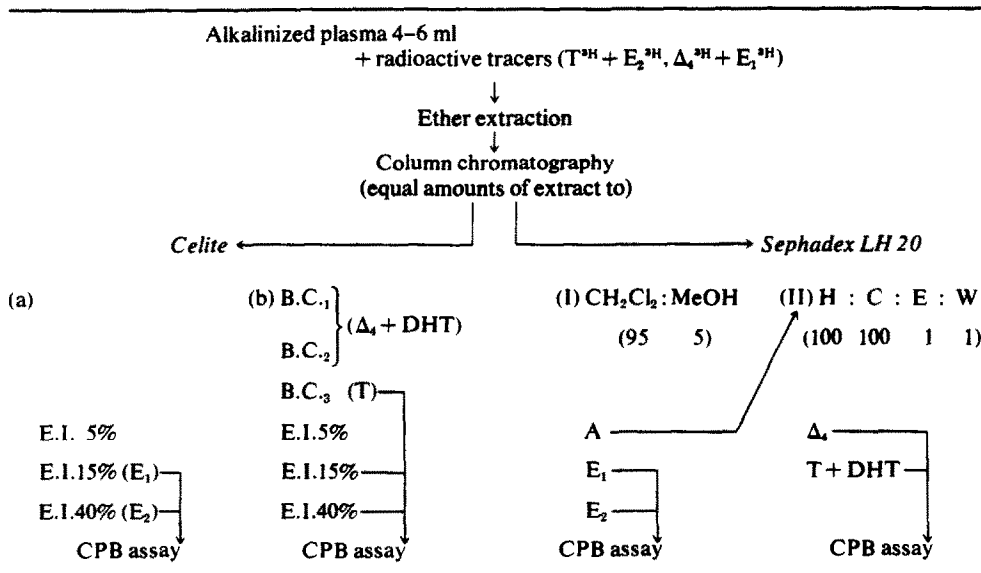 Alkalinized plasma 4–6 ml
+ radioactive tracers (T³ᴴ + E₂³ᴴ, Δ₄³ᴴ + E₁³ᴴ)
Ether extraction
Column chromatography
(equal amounts of extract to)
Celite
Sephadex LH 20
(a)
(b) B.C.₁
B.C.₂
(Δ₄ + DHT)
B.C.₃ (T)
(I) CH₂Cl₂ : MeOH
(95 5)
(II) H : C : E : W
(100 100 1 1)
E.I. 5%
E.I.15% (E₁)
E.I.40% (E₂)
CPB assay
E.I.5%
E.I.15%
E.I.40%
CPB assay
A
E₁
E₂
CPB assay
Δ₄
T + DHT
CPB assay